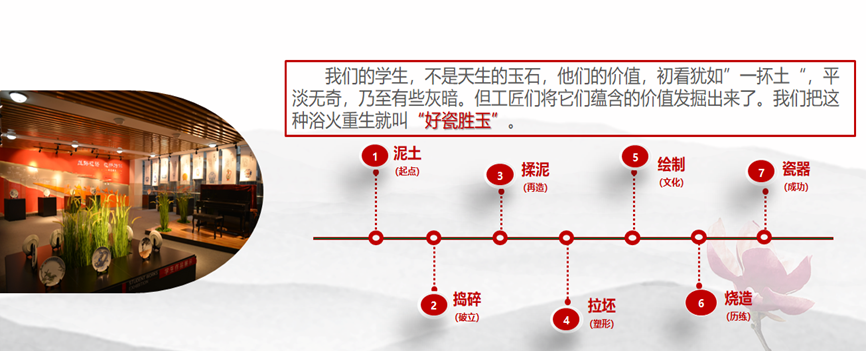 我们的学生，不是天生的玉石，他们的价值，初看犹如”一抔土“，平
淡无奇，乃至有些灰暗。但工匠们将它们蕴含的价值发掘出来了。我们把这
种浴火重生就叫“好瓷胜玉”。
1 泥土
(起点)
2 捣碎
(破立)
3 揉泥
(再造)
4 拉坯
(塑形)
5 绘制
(文化)
6 烧造
(历练)
7 瓷器
(成功)